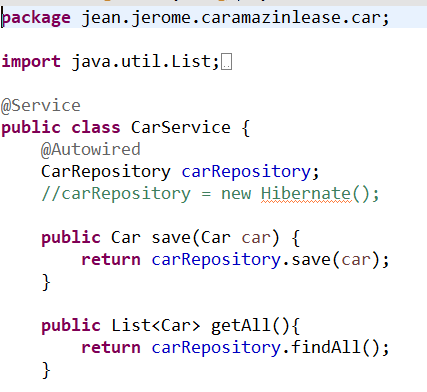 package jean.jerome.caramazinlease.car;
import java.util.List;
@Service
public class CarService {
@Autowired
CarRepository carRepository;
//carRepository = new Hibernate();
public Car save(Car car) {
return carRepository.save(car);
}
public List<Car> getAll(){
return carRepository.findAll();
}